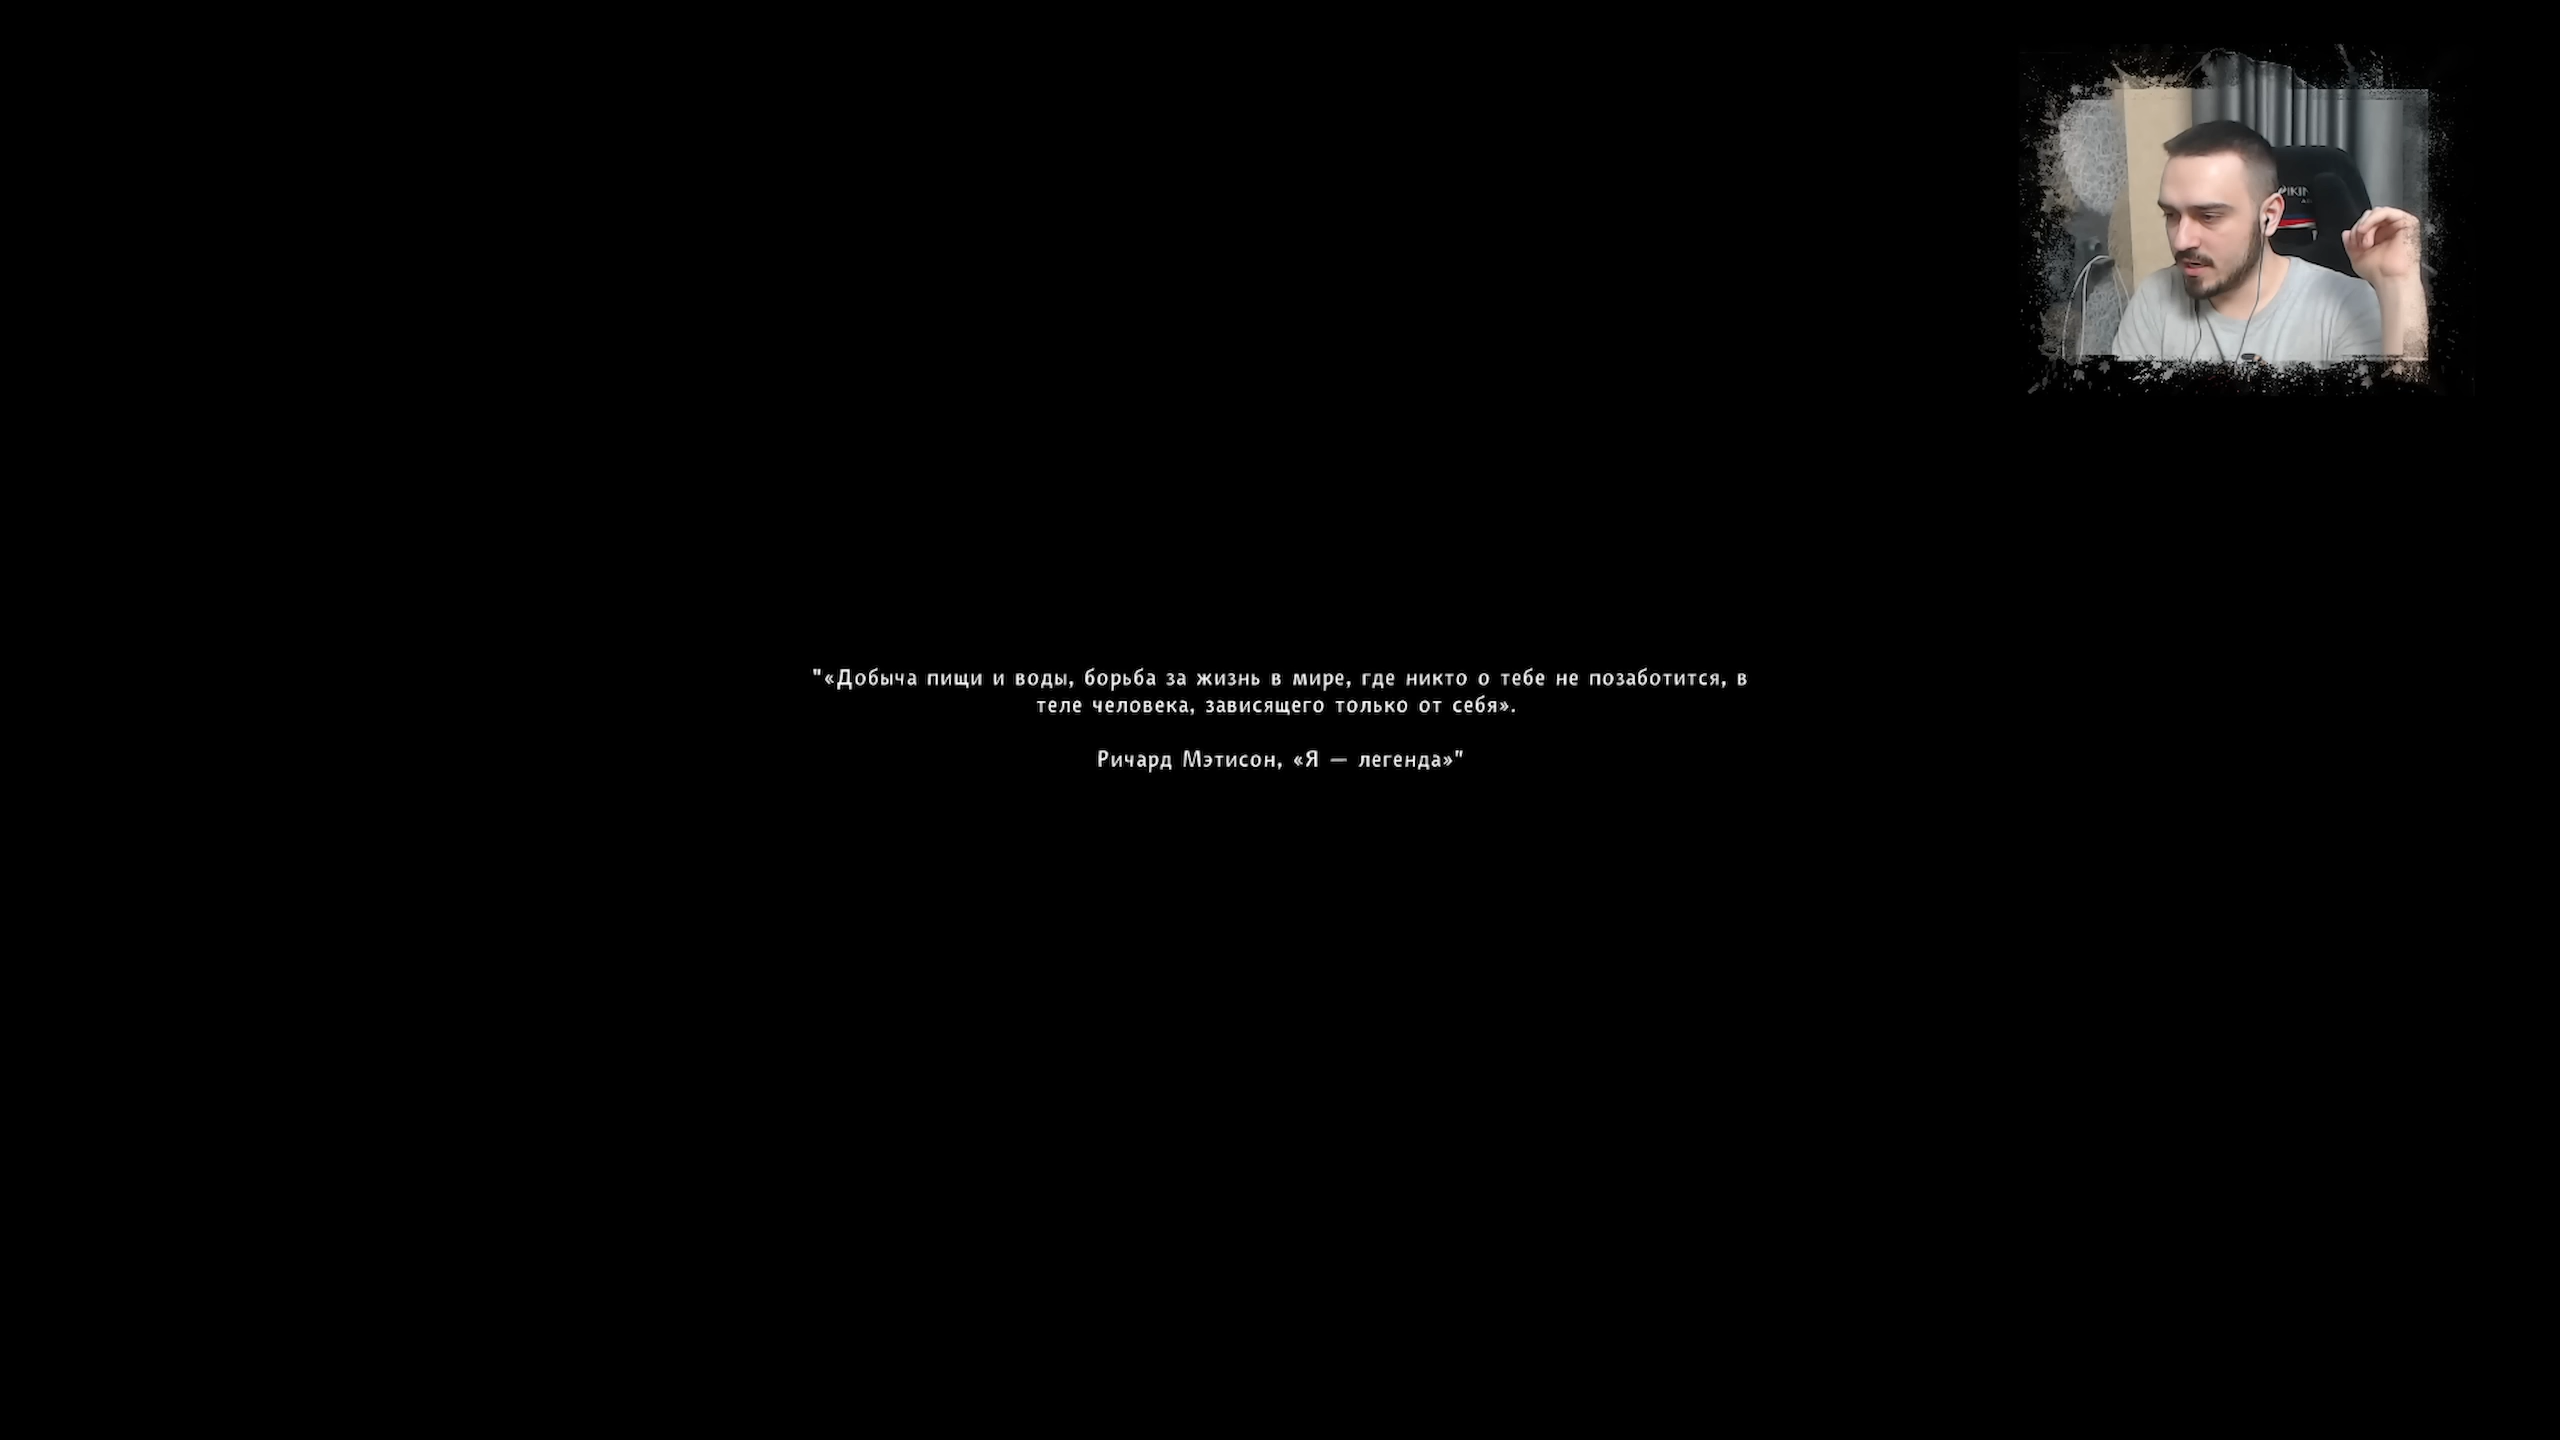 "«Добыча пищи и воды, борьба за жизнь в мире, где никто о тебе не позаботится, в
теле человека, зависящего только от себя».
Ричард Мэтисон, «Я — легенда»"